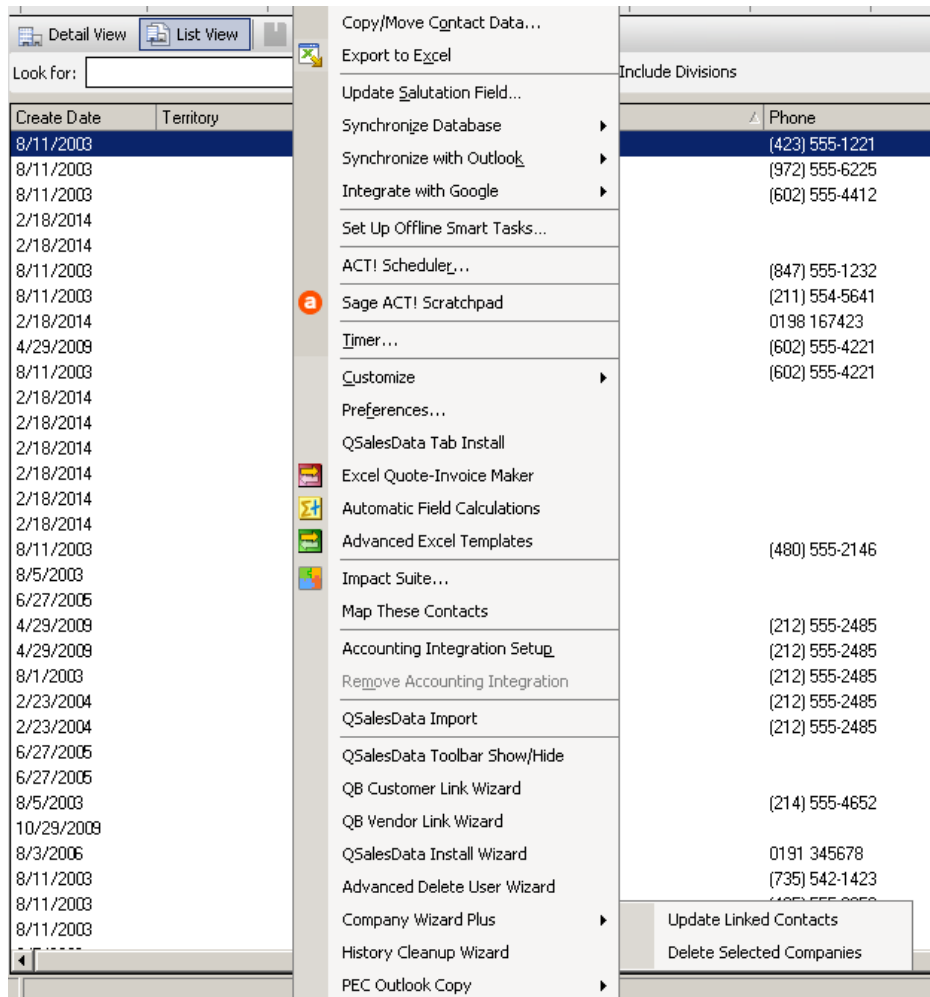 Detail View
List View
Look for:
Include Divisions
Create Date Territory Phone
8/11/2003 (423) 555-1221
8/11/2003 (972) 555-6225
8/11/2003 (602) 555-4412
2/18/2014
2/18/2014
8/11/2003 (847) 555-1232
8/11/2003 (211) 554-5641
2/18/2014 0198 167423
4/29/2009 (602) 555-4221
8/11/2003 (602) 555-4221
2/18/2014
2/18/2014
2/18/2014
2/18/2014
2/18/2014
2/18/2014
8/11/2003 (480) 555-2146
8/5/2003
6/27/2005
4/29/2009 (212) 555-2485
4/29/2009 (212) 555-2485
8/1/2003 (212) 555-2485
2/23/2004 (212) 555-2485
2/23/2004 (212) 555-2485
6/27/2005
6/27/2005
8/5/2003 (214) 555-4652
10/29/2009
8/3/2006 0191 345678
8/11/2003 (735) 542-1423
8/11/2003
8/11/2003
Copy/Move Contact Data...
Export to Excel
Update Salutation Field...
Synchronize Database
Synchronize with Outlook
Integrate with Google
Set Up Offline Smart Tasks...
ACT! Scheduler...
a
Sage ACT! Scratchpad
Timer...
Customize
Preferences...
QSalesData Tab Install
Excel Quote-Invoice Maker
Automatic Field Calculations
Advanced Excel Templates
Impact Suite...
Map These Contacts
Accounting Integration Setup
Remove Accounting Integration
QSalesData Import
QSalesData Toolbar Show/Hide
QB Customer Link Wizard
QB Vendor Link Wizard
QSalesData Install Wizard
Advanced Delete User Wizard
Company Wizard Plus
History Cleanup Wizard
PEC Outlook Copy
Update Linked Contacts
Delete Selected Companies